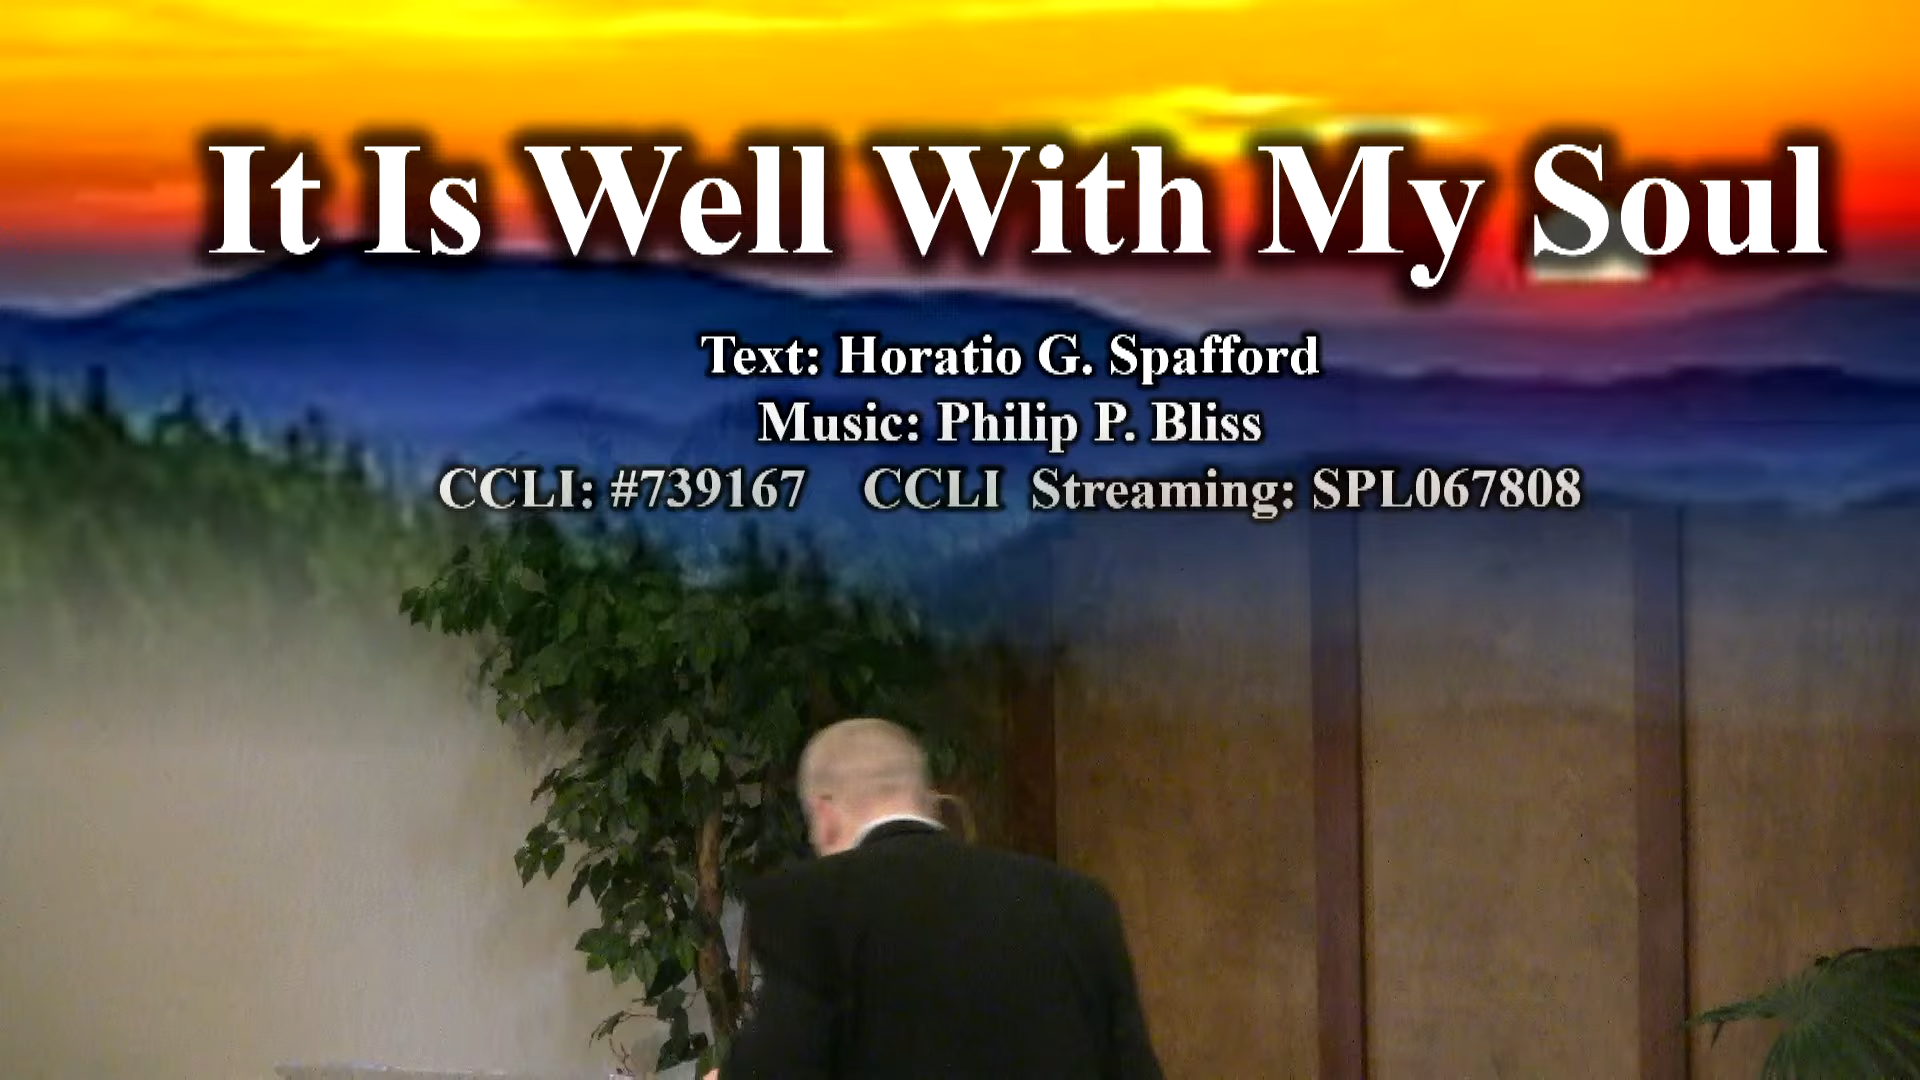 It Is Well With My Soul
Text: Horatio G. Spafford
Music: Philip P. Bliss
CCLI: #739167 CCLI Streaming: SPL067808